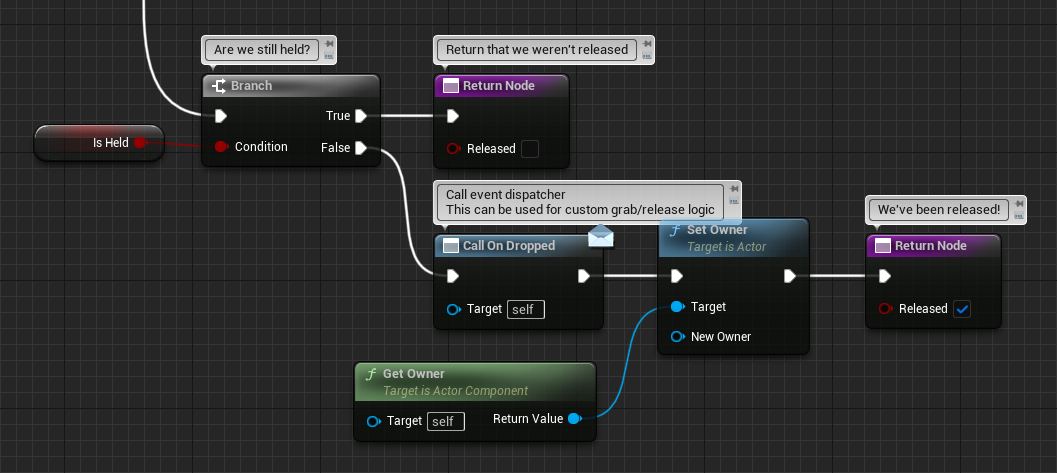 Are we still held?
Branch
True
Condition
False
Is Held
Return that we weren't released
Return Node
Released
Call event dispatcher
This can be used for custom grab/release logic
Call On Dropped
Target self
Set Owner
Target is Actor
Target
New Owner
We've been released!
Return Node
Released
Get Owner
Target is Actor Component
Target self
Return Value